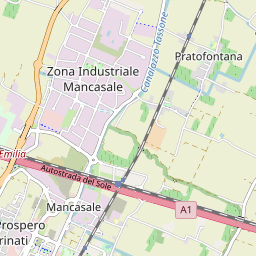 Canalazzo-Tassone
Pratofontana
Zona Industriale
Mancasale
Emilia
Autostrada del Sole
A1
Mancasale
Prospero
rinati